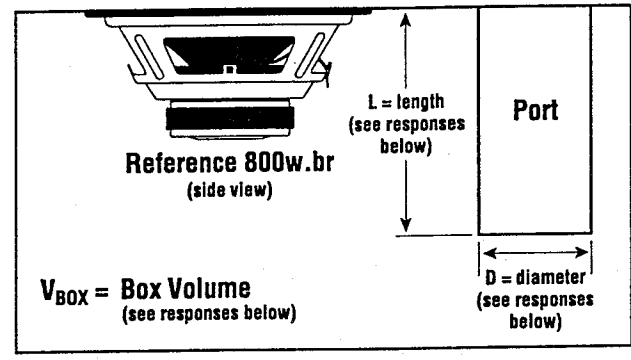 L = length
(see responses
below)
Port
Reference 800w.br
(side view)
D = diameter
(see responses
below)
V_BOX = Box Volume
(see responses below)